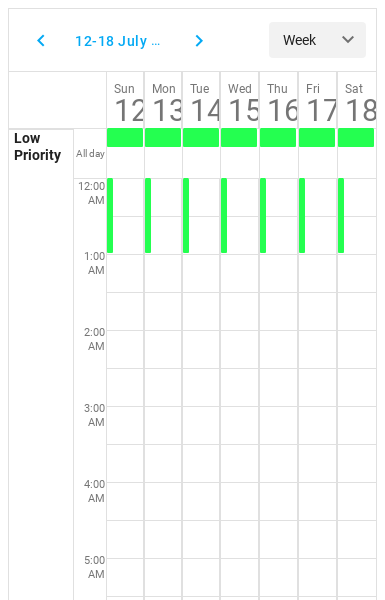 12-18 July ...
Week
Sun Mon Tue Wed Thu Fri Sat
12 13 14 15 16 17 18
Low
Priority
All day
12:00
AM
1:00
AM
2:00
AM
3:00
AM
4:00
AM
5:00
AM